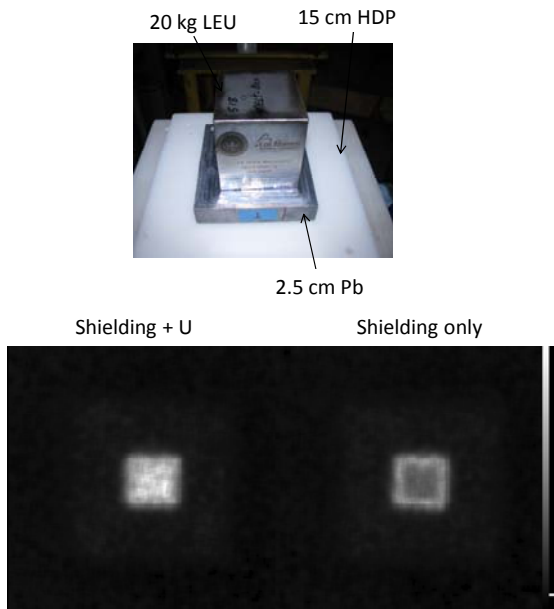 20 kg LEU
15 cm HDP
2.5 cm Pb
Shielding + U
Shielding only